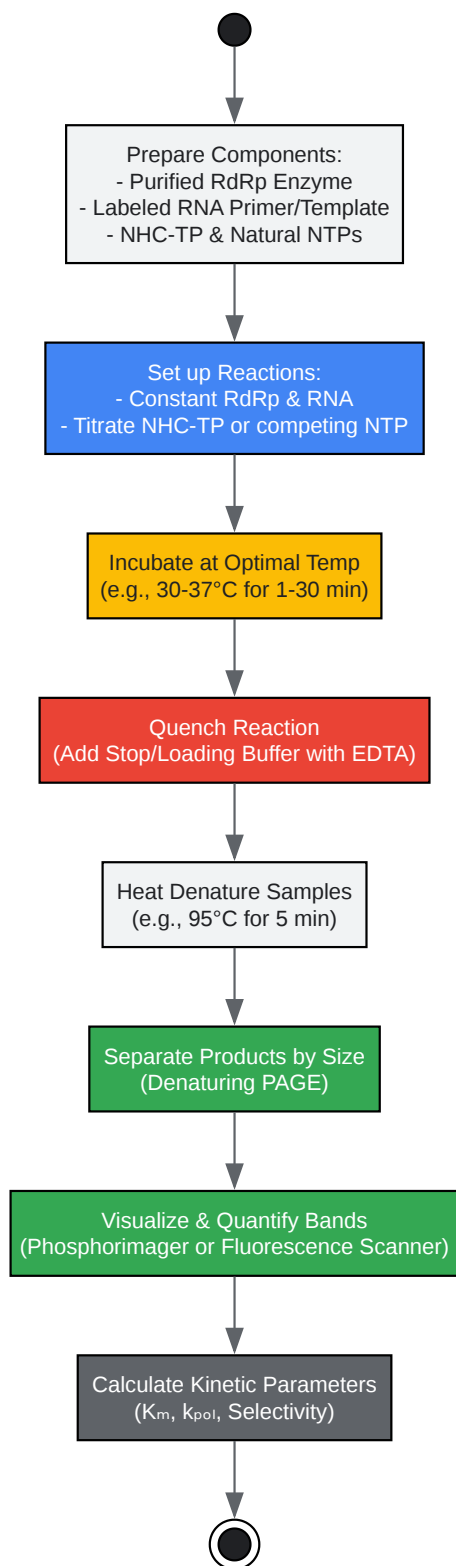 Prepare Components:
- Purified RdRp Enzyme
- Labeled RNA Primer/Template
- NHC-TP & Natural NTPs
Set up Reactions:
- Constant RdRp & RNA
- Titrate NHC-TP or competing NTP
Incubate at Optimal Temp
(e.g., 30-37°C for 1-30 min)
Quench Reaction
(Add Stop/Loading Buffer with EDTA)
Heat Denature Samples
(e.g., 95°C for 5 min)
Separate Products by Size
(Denaturing PAGE)
Visualize & Quantify Bands
(Phosphorimager or Fluorescence Scanner)
Calculate Kinetic Parameters
(Kₘ, kₚₒₗ, Selectivity)